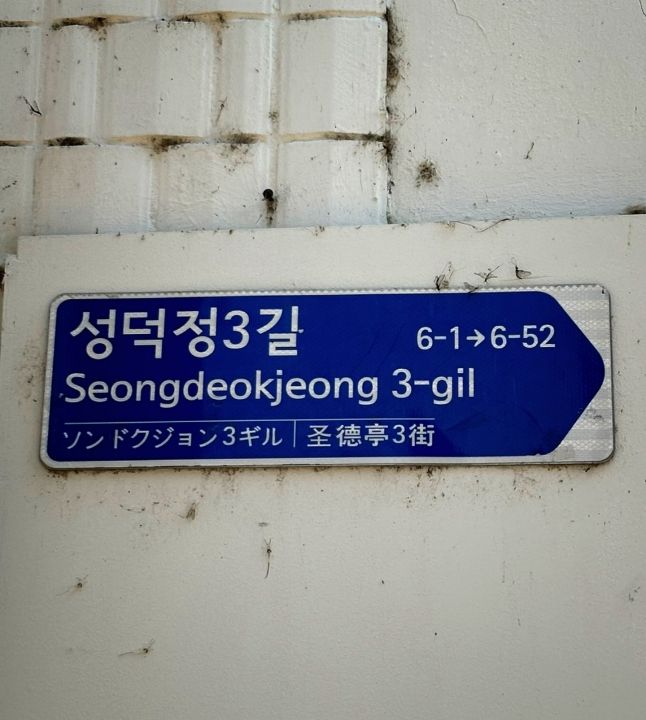 성덕정3길 6-1→6-52
Seongdeokjeong 3-gil
ソンドクジョン3ギル | 圣德亭3街